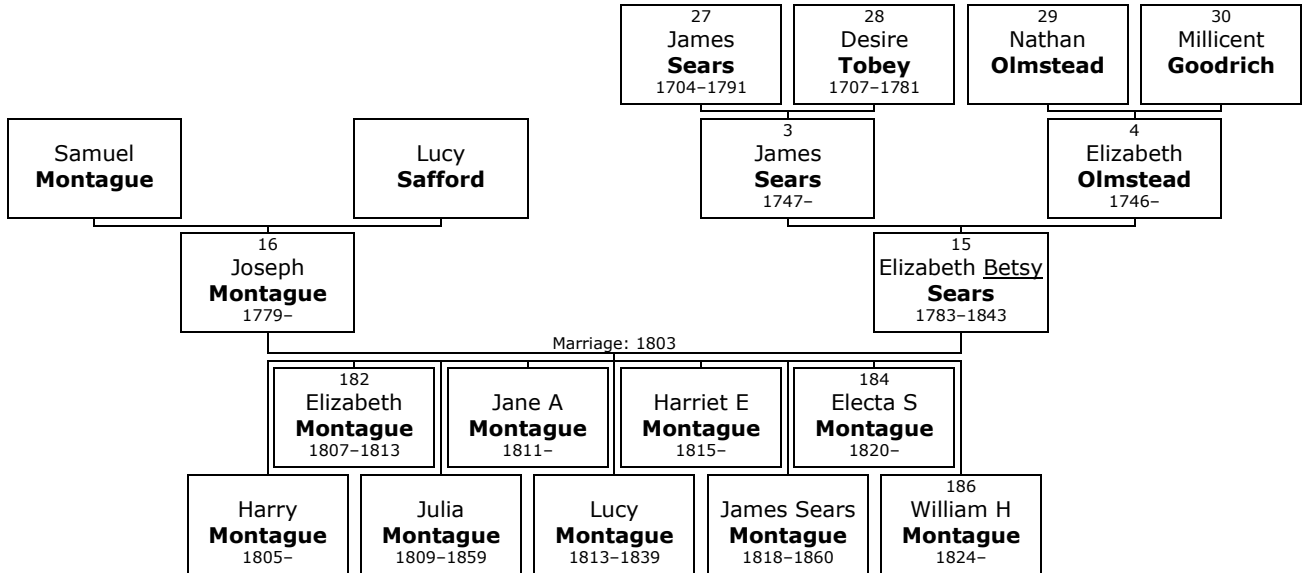 27
James
Sears
1704–1791
28
Desire
Tobey
1707–1781
29
Nathan
Olmstead
30
Millicent
Goodrich
Samuel
Montague
Lucy
Safford
3
James
Sears
1747–
4
Elizabeth
Olmstead
1746–
16
Joseph
Montague
1779–
15
Elizabeth Betsy
Sears
1783–1843
Marriage: 1803
182
Elizabeth
Montague
1807–1813
Jane A
Montague
1811–
Harriet E
Montague
1815–
184
Electa S
Montague
1820–
Harry
Montague
1805–
Julia
Montague
1809–1859
Lucy
Montague
1813–1839
James Sears
Montague
1818–1860
186
William H
Montague
1824–